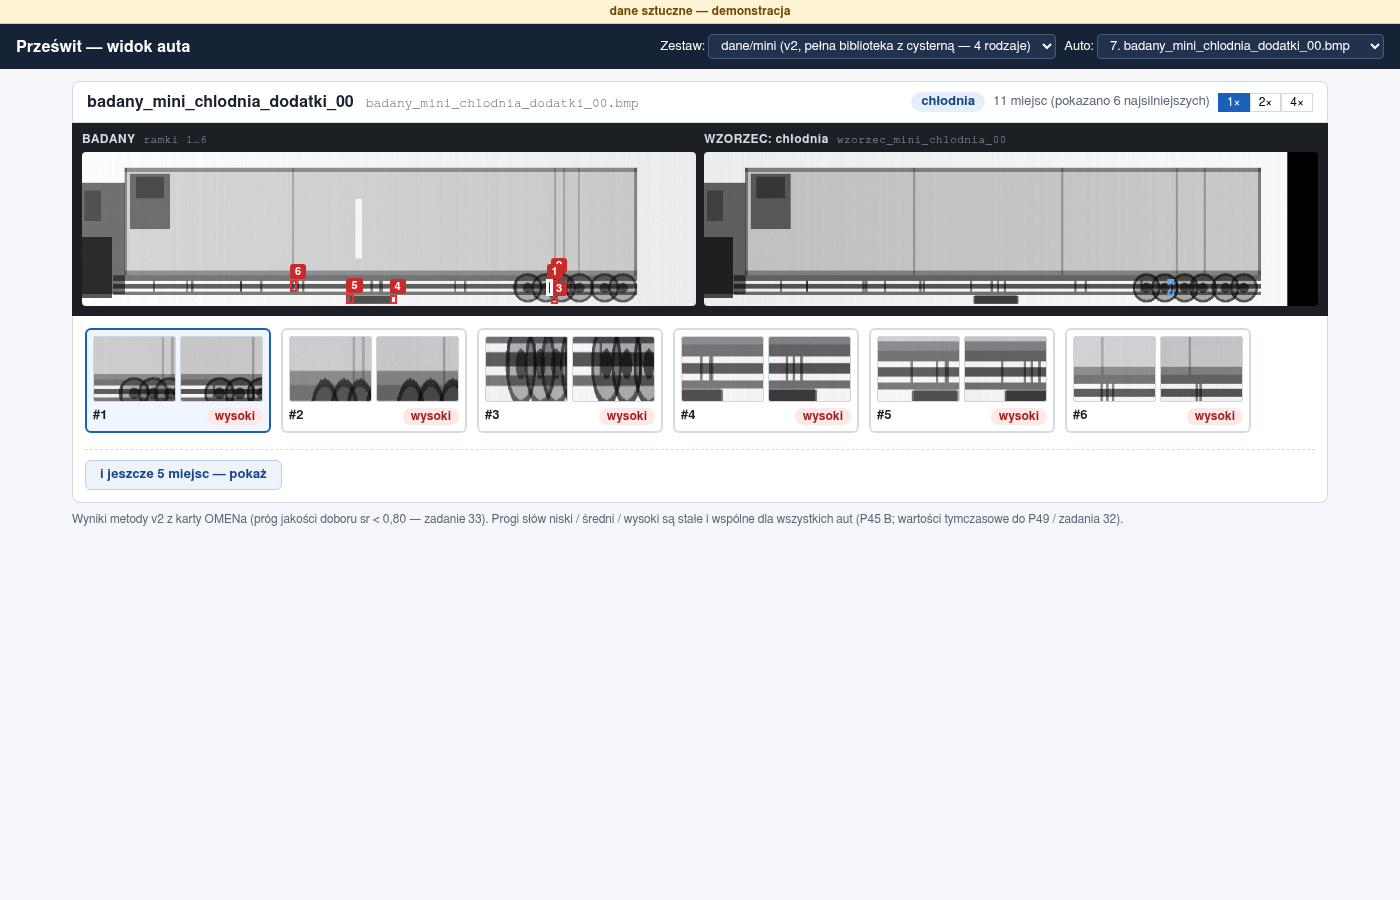 dane sztuczne — demonstracja
Prześwit — widok auta
Zestaw: dane/mini (v2, pełna biblioteka z cysterną — 4 rodzaje)
Auto: 7. badany_mini_chlodnia_dodatki_00.bmp
badany_mini_chlodnia_dodatki_00 badany_mini_chlodnia_dodatki_00.bmp
chłodnia 11 miejsc (pokazano 6 najsilniejszych) 1× 2× 4×
BADANY ramki 1…6
WZORZEC: chłodnia wzorzec_mini_chlodnia_00
6
5
4
1
3
#1 wysoki
#2 wysoki
#3 wysoki
#4 wysoki
#5 wysoki
#6 wysoki
i jeszcze 5 miejsc — pokaż
Wyniki metody v2 z karty OMENa (próg jakości doboru sr < 0,80 — zadanie 33). Progi słów niski / średni / wysoki są stałe i wspólne dla wszystkich aut (P45 B; wartości tymczasowe do P49 / zadania 32).